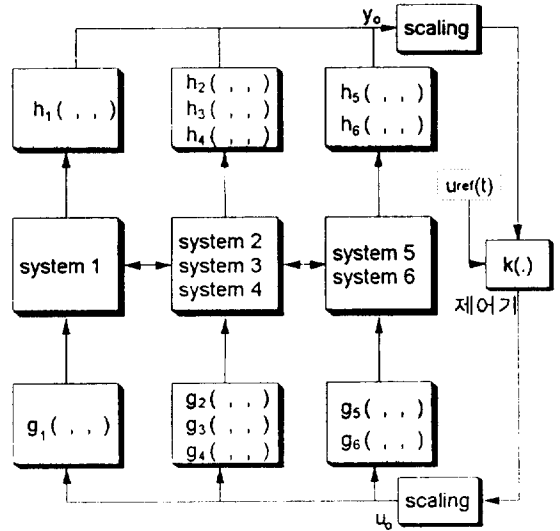 y₀
scaling
h₁( , , )
h₂( , , )
h₃( , , )
h₄( , , )
h₅( , , )
h₆( , , )
uref(t)
system 1
system 2
system 3
system 4
system 5
system 6
k(.)
제어기
g₁( , , )
g₂( , , )
g₃( , , )
g₄( , , )
g₅( , , )
g₆( , , )
u₀
scaling